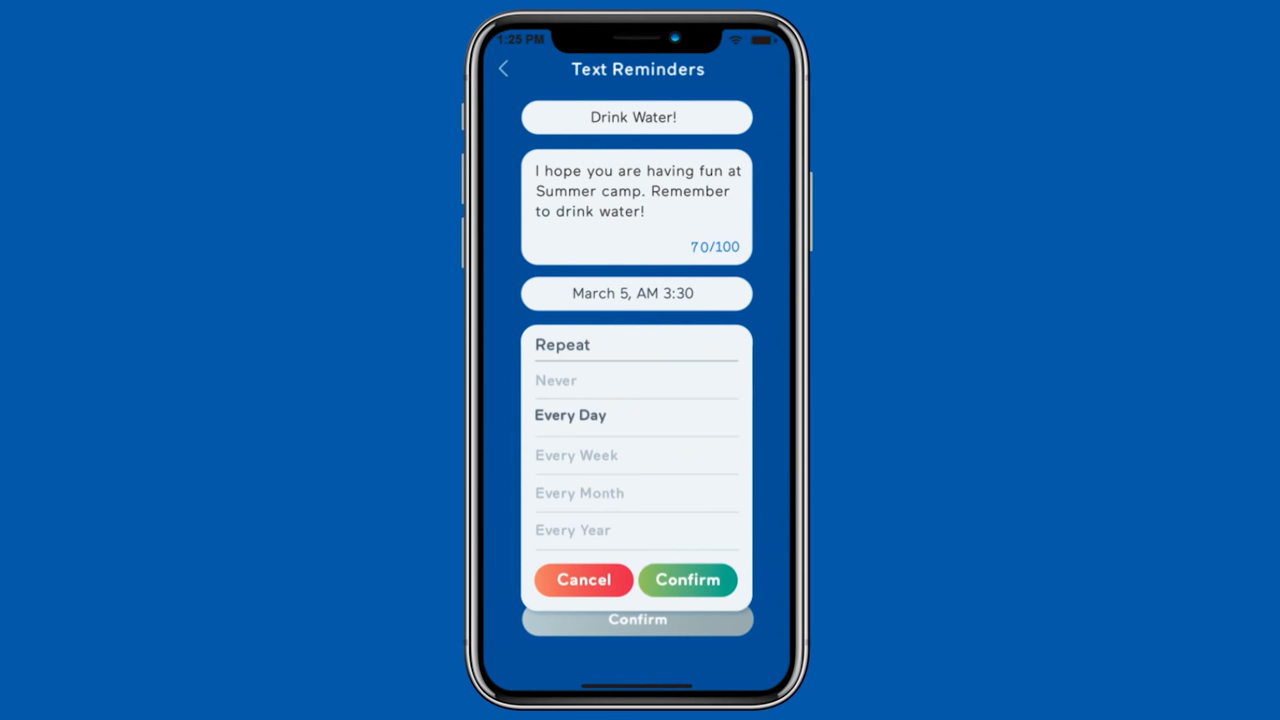 1:25 PM
Text Reminders
Drink Water!
I hope you are having fun at
Summer camp. Remember
to drink water!
70/100
March 5, AM 3:30
Repeat
Never
Every Day
Every Week
Every Month
Every Year
Cancel Confirm
Confirm